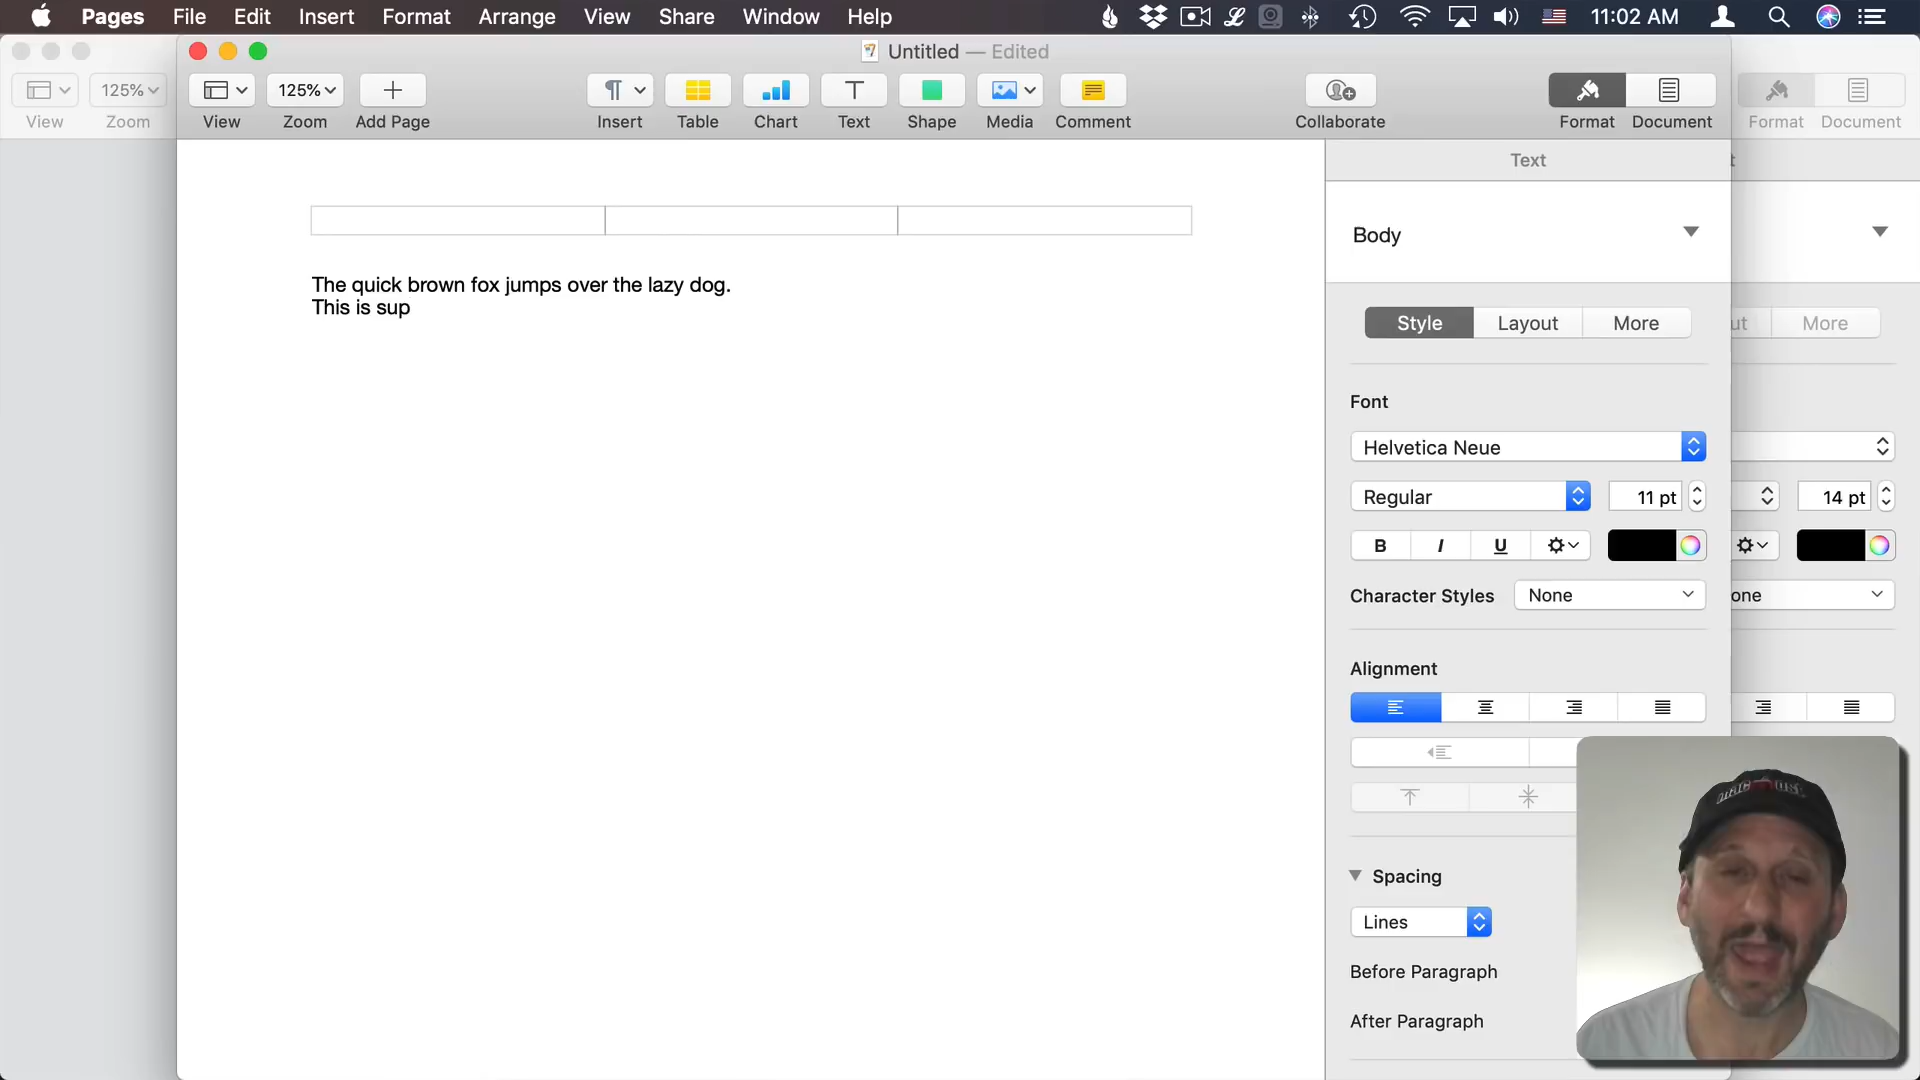 Pages File Edit Insert Format Arrange View Share Window Help 11:02 AM
Untitled — Edited
125% 125%
View Zoom View Zoom Add Page Insert Table Chart Text Shape Media Comment Collaborate Format Document Format Document
Text
Body
The quick brown fox jumps over the lazy dog.
This is sup
Style Layout More ut More
Font
Helvetica Neue
Regular 11 pt 14 pt
B I U
Character Styles None one
Alignment
Spacing
Lines
Before Paragraph
After Paragraph